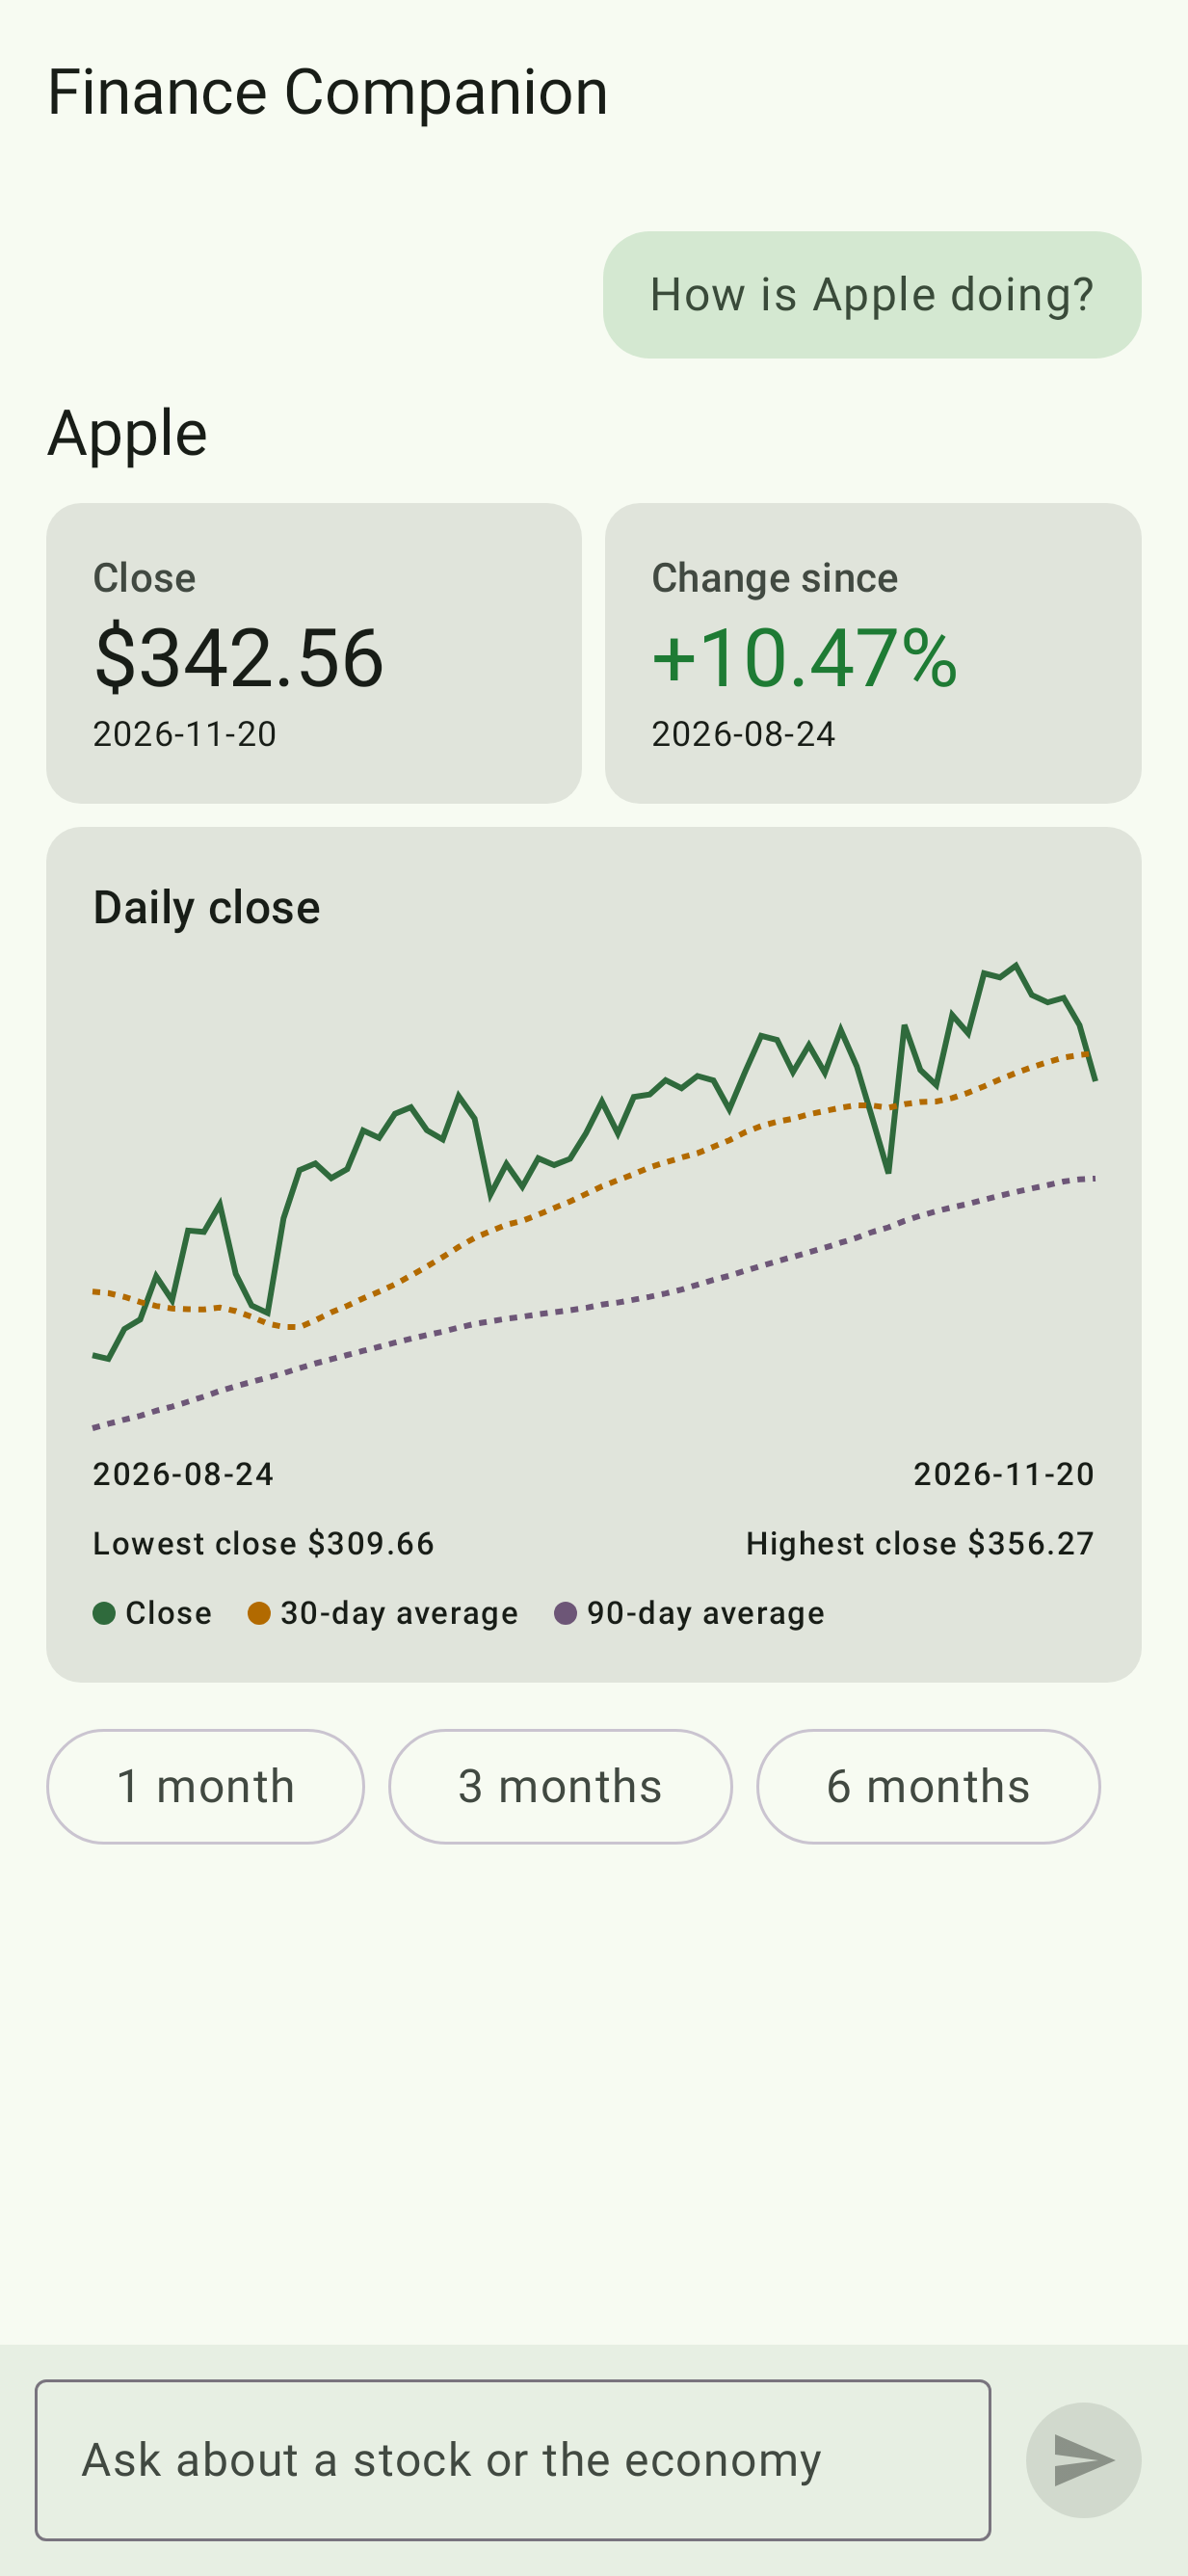 Finance Companion
How is Apple doing?
Apple
Close
$342.56
2026-11-20
Change since
+10.47%
2026-08-24
Daily close
2026-08-24 2026-11-20
Lowest close $309.66 Highest close $356.27
Close 30-day average 90-day average
1 month 3 months 6 months
Ask about a stock or the economy